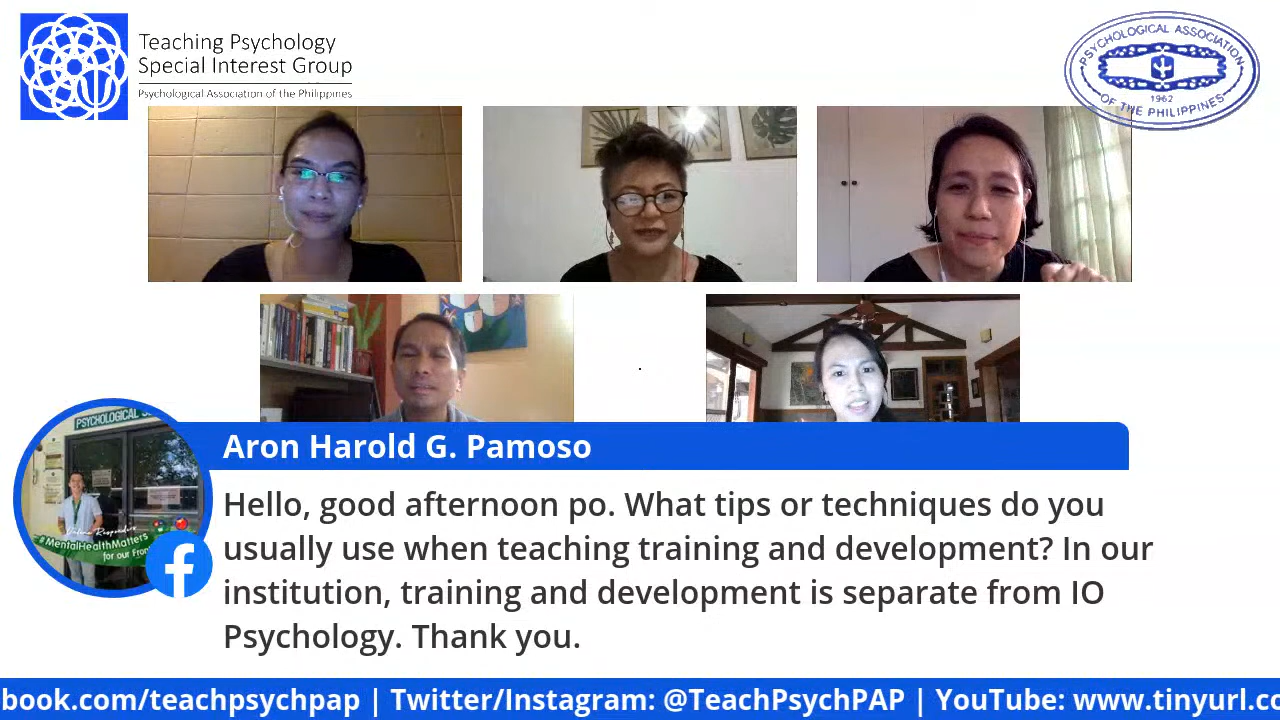 Teaching Psychology
Special Interest Group
Psychological Association of the Philippines
PSYCHOLOGICAL ASSOCIATION
1962
OF THE PHILIPPINES
PSYCHOLOGICAL
#MentalHealthMatters
for our Fron
Aron Harold G. Pamoso
Hello, good afternoon po. What tips or techniques do you
usually use when teaching training and development? In our
institution, training and development is separate from IO
Psychology. Thank you.
book.com/teachpsychpap | Twitter/Instagram: @TeachPsychPAP | YouTube: www.tinyurl.co